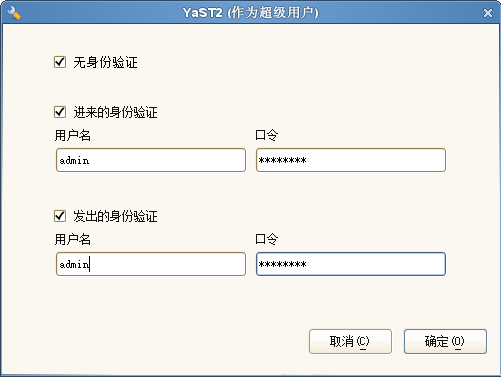 YaST2 (作为超级用户)
无身份验证
进来的身份验证
用户名 口令
admin ********
发出的身份验证
用户名 口令
admin ********
取消(C) 确定(O)